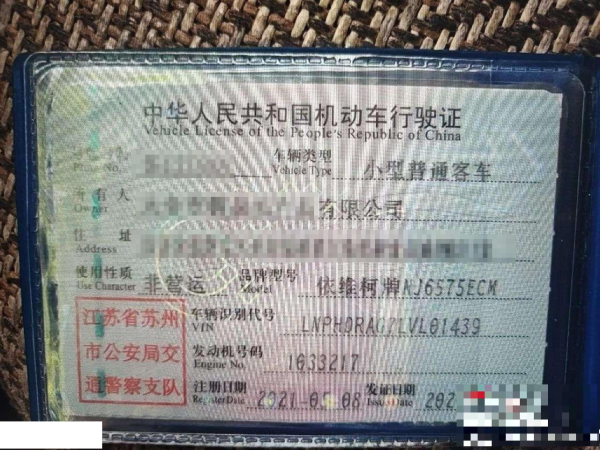 中华人民共和国机动车行驶证
Vehicle License of the People's Republic of China
Plate No. 车辆类型 Vehicle Type 小型普通客车
所有人 Owner 有限公司
住址 Address
使用性质 Use Character 非营运 品牌型号 Model 依维柯牌NJ6575ECM
江苏省苏州市公安局交通警察支队
车辆识别代号 VIN LNPHDRAG7LVL01439
发动机号码 Engine No. 1633217
注册日期 Register Date 2021-05-08 发证日期 Issue Date 202